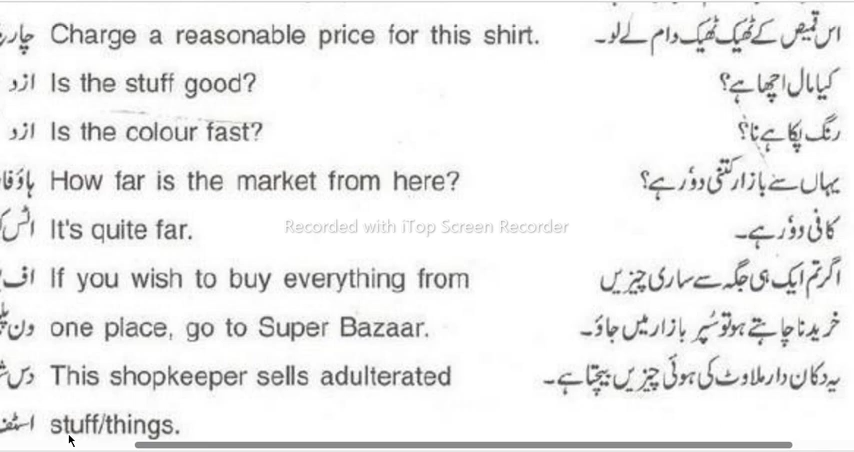 Charge a reasonable price for this shirt. اس قمیص کے ٹھیک ٹھیک دام لے لو۔
ازد Is the stuff good? کیا مال اچھا ہے؟
ازد Is the colour fast? رنگ پکا ہے نا؟
How far is the market from here? یہاں سے بازار کتنی دوُر ہے؟
It's quite far. کافی دوُر ہے۔
Recorded with iTop Screen Recorder
If you wish to buy everything from اگر تم ایک ہی جگہ سے ساری چیزیں
one place, go to Super Bazaar. خریدنا چاہتے ہو تو سُپر بازار میں جاؤ۔
This shopkeeper sells adulterated یہ دکان دار ملاوٹ کی ہوئی چیزیں بیچتا ہے۔
stuff/things.